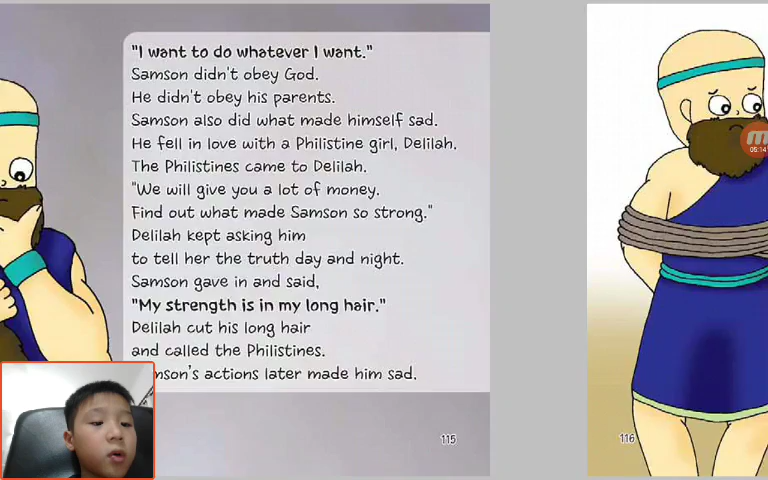 "I want to do whatever I want."
Samson didn't obey God.
He didn't obey his parents.
Samson also did what made himself sad.
He fell in love with a Philistine girl, Delilah.
The Philistines came to Delilah.
"We will give you a lot of money.
Find out what made Samson so strong."
Delilah kept asking him
to tell her the truth day and night.
Samson gave in and said,
"My strength is in my long hair."
Delilah cut his long hair
and called the Philistines.
mson's actions later made him sad.
115
116
05:14